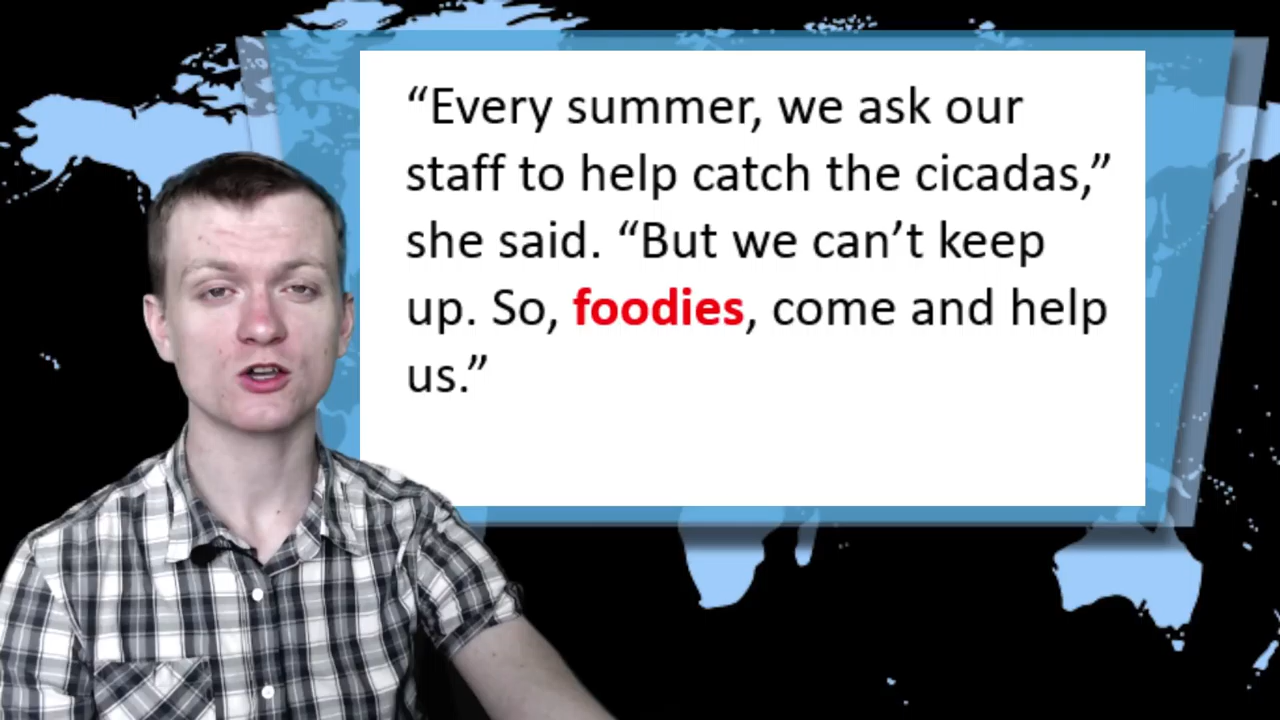 “Every summer, we ask our
staff to help catch the cicadas,”
she said. “But we can’t keep
up. So, foodies, come and help
us.”